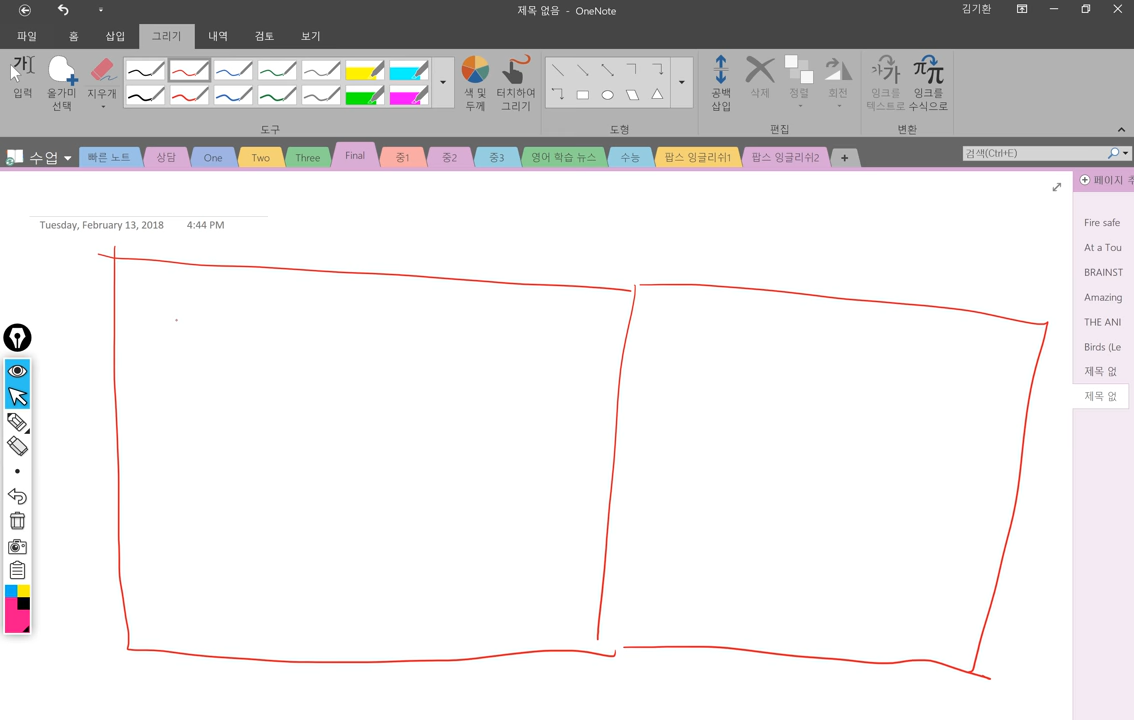 제목 없음 - OneNote
김기환
파일 홈 삽입 그리기 내역 검토 보기
입력
올가미 선택
지우개
색 및 두께
터치하여 그리기
공백 삽입
삭제
정렬
회전
잉크를 텍스트로
잉크를 수식으로
도구 도형 편집 변환
수업 빠른 노트 상담 One Two Three Final 중1 중2 중3 영어 학습 뉴스 수능 팝스 잉글리쉬1 팝스 잉글리쉬2
검색(Ctrl+E)
페이지
Tuesday, February 13, 2018 4:44 PM
Fire safe
At a Tou
BRAINST
Amazing
THE ANI
Birds (Le
제목 없
제목 없